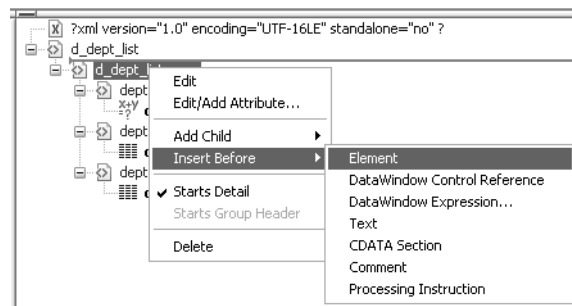 ?xml version="1.0" encoding="UTF-16LE" standalone="no" ?
d_dept_list
d_dept_l
Edit
dept
Edit/Add Attribute...
dept
Add Child
Insert Before
Element
dept
DataWindow Control Reference
Starts Detail
DataWindow Expression...
Starts Group Header
Text
Delete
CDATA Section
Comment
Processing Instruction